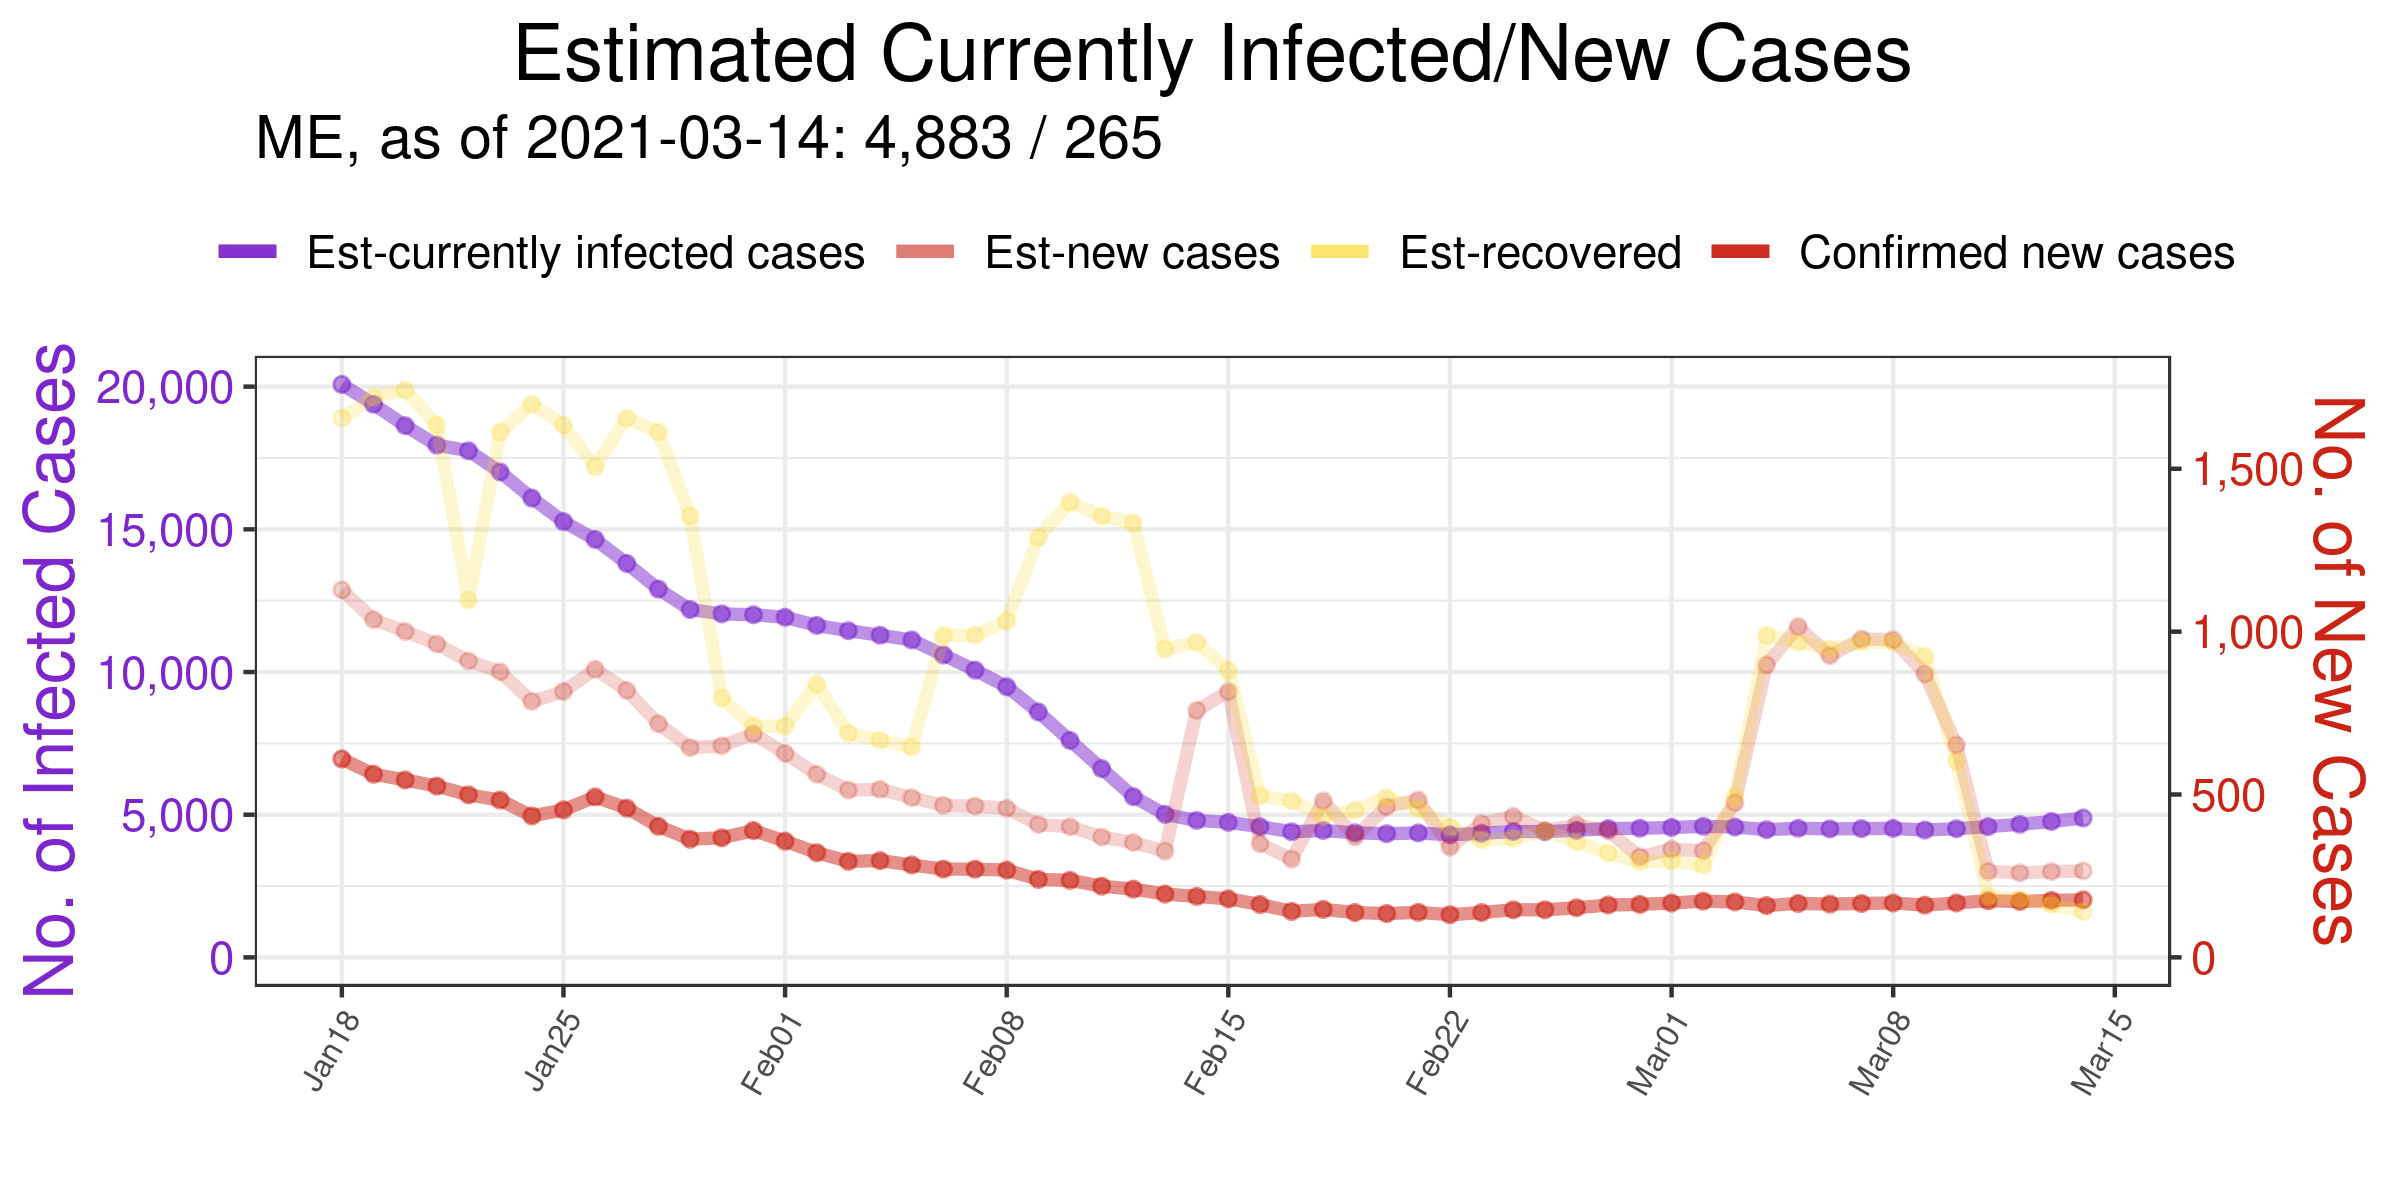 Estimated Currently Infected/New Cases
ME, as of 2021-03-14: 4,883 / 265
Est-currently infected cases Est-new cases Est-recovered Confirmed new cases
No. of Infected Cases
20,000
15,000
10,000
5,000
0
1,500
1,000
500
0
No. of New Cases
Jan18 Jan25 Feb01 Feb08 Feb15 Feb22 Mar01 Mar08 Mar15